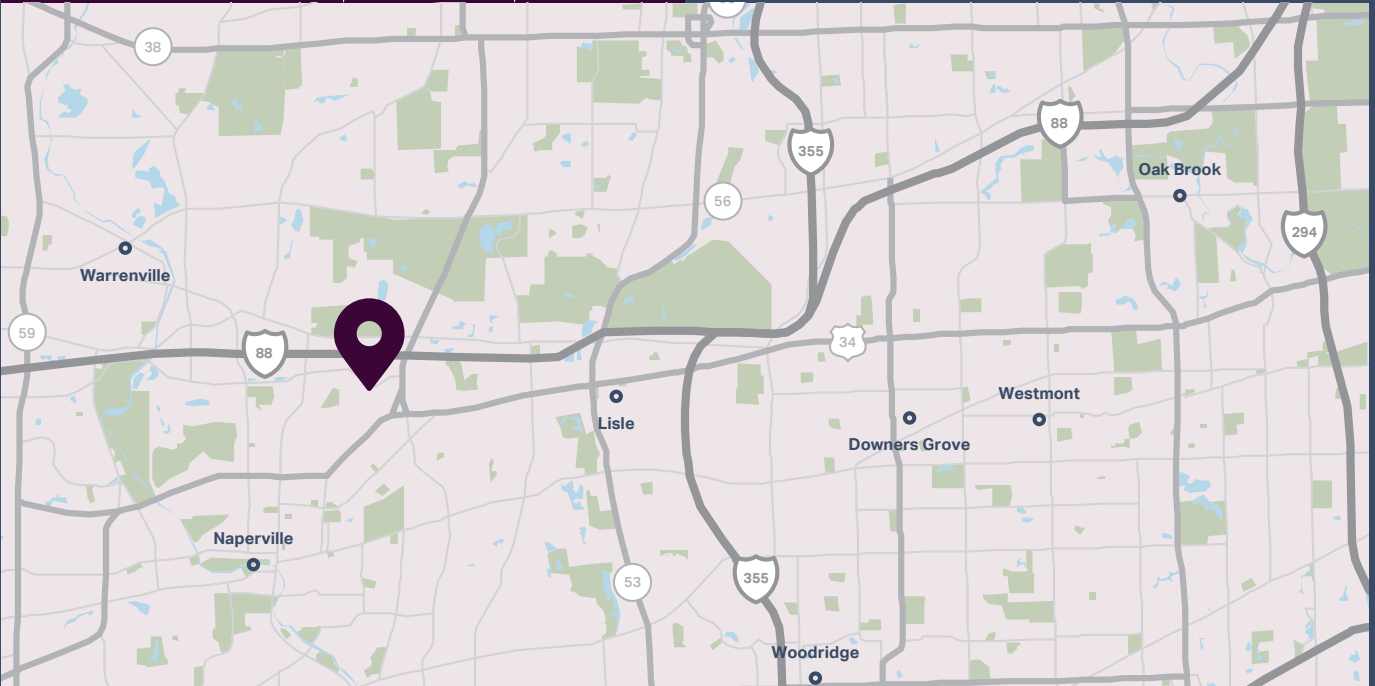 38
88
355
Oak Brook
56
294
Warrenville
59
88
34
Westmont
Lisle
Downers Grove
Naperville
355
53
Woodridge